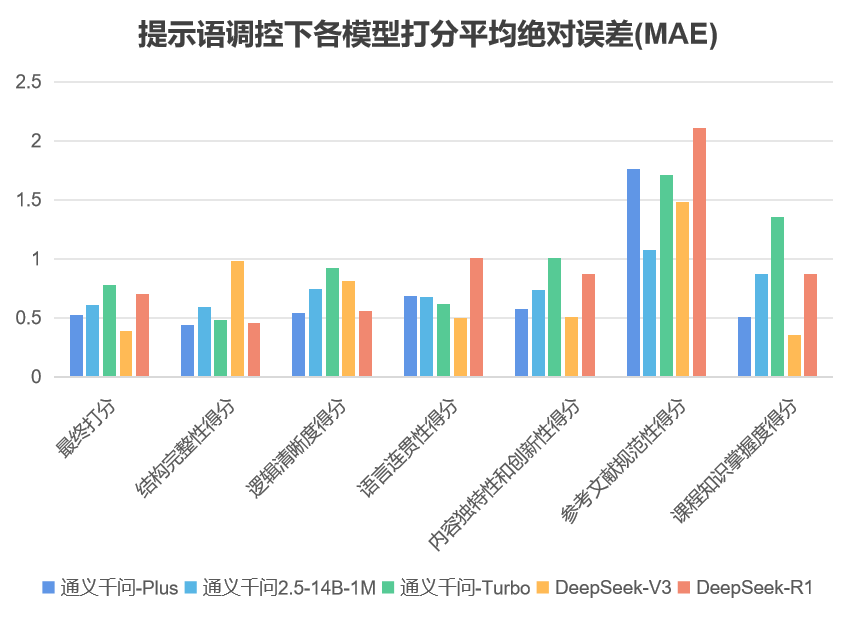 提示语调控下各模型打分平均绝对误差(MAE)
2.5
2
1.5
1
0.5
0
最终打分
结构完整性得分
逻辑清晰度得分
语言连贯性得分
内容独特性和创新性得分
参考文献规范性得分
课程知识掌握度得分
通义千问-Plus 通义千问2.5-14B-1M 通义千问-Turbo DeepSeek-V3 DeepSeek-R1